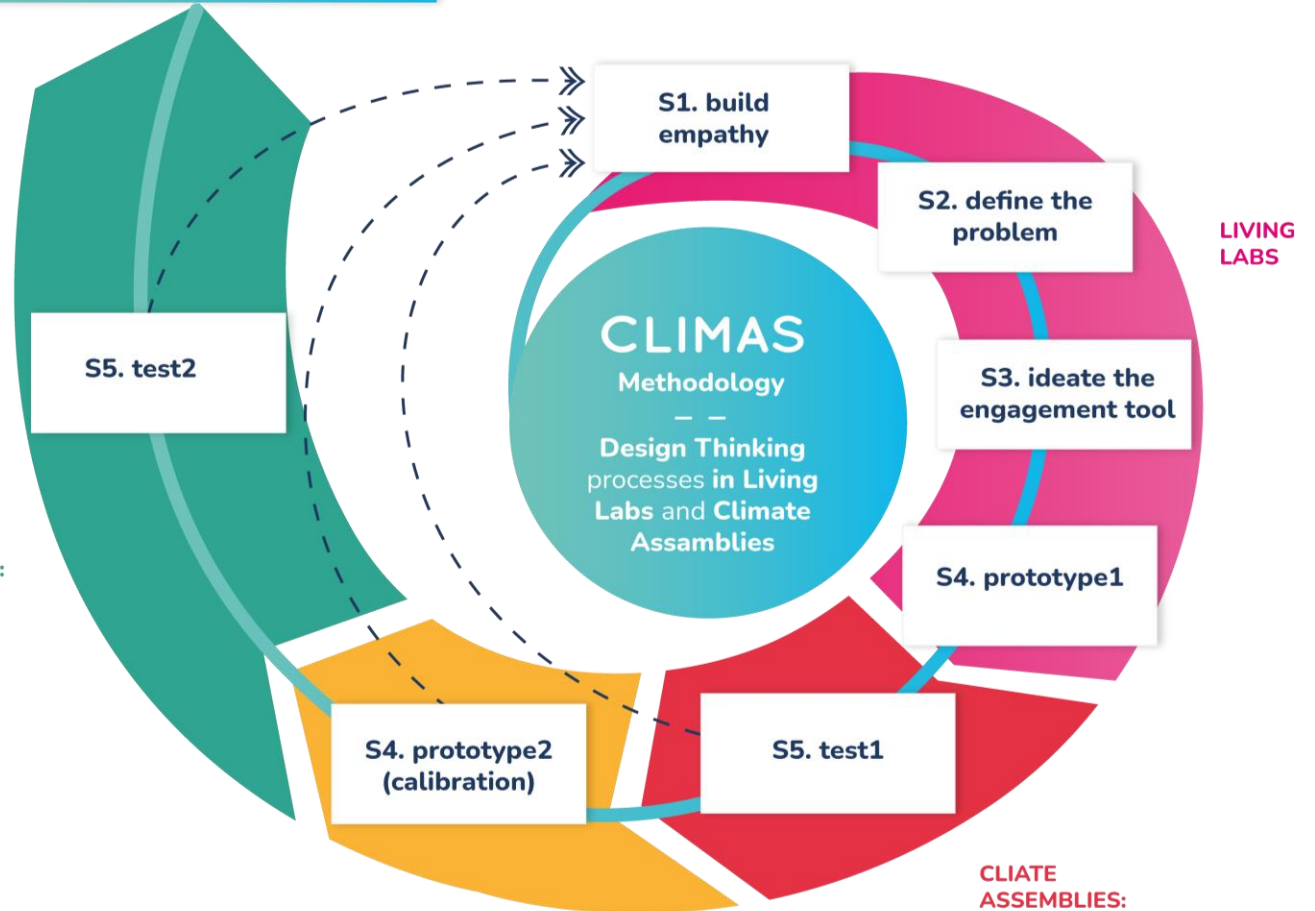 S1. build
empathy
S2. define the
problem
LIVING
LABS
CLIMAS
Methodology
– –
Design Thinking
processes in Living
Labs and Climate
Assamblies
S3. ideate the
engagement tool
S5. test2
S4. prototype1
:
S4. prototype2
(calibration)
S5. test1
CLIATE
ASSEMBLIES: